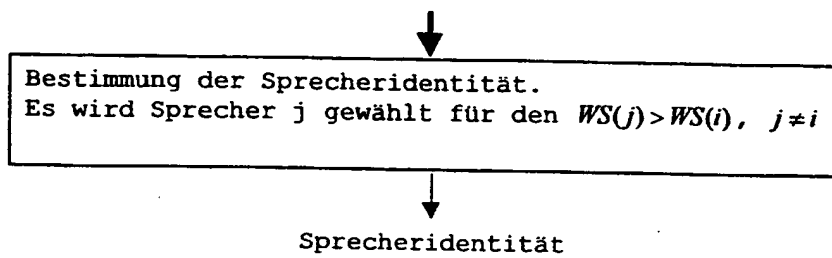 Bestimmung der Sprecheridentität.
Es wird Sprecher j gewählt für den WS(j)>WS(i), j≠i
Sprecheridentität